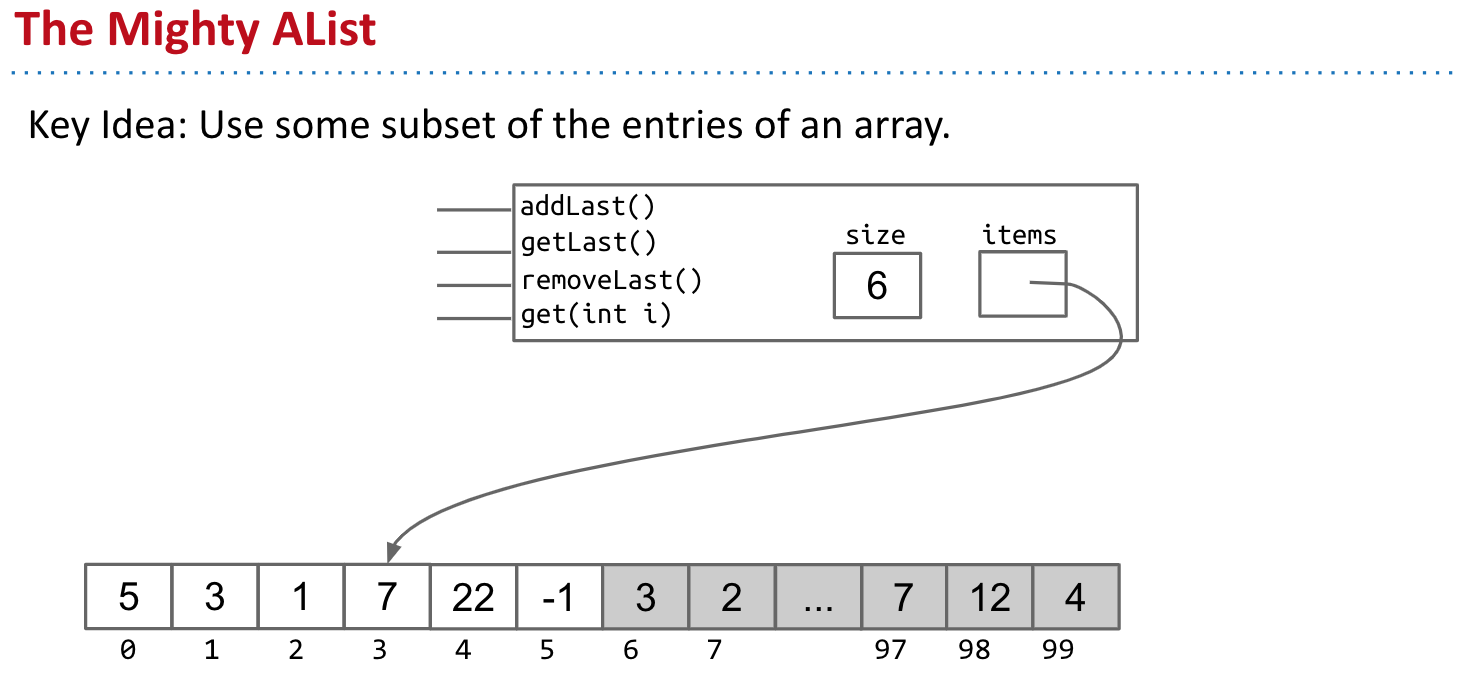 The Mighty AList
Key Idea: Use some subset of the entries of an array.
addLast()
getLast()
removeLast()
get(int i)
size
items
6
5 3 1 7 22 -1 3 2 ... 7 12 4
0 1 2 3 4 5 6 7 97 98 99